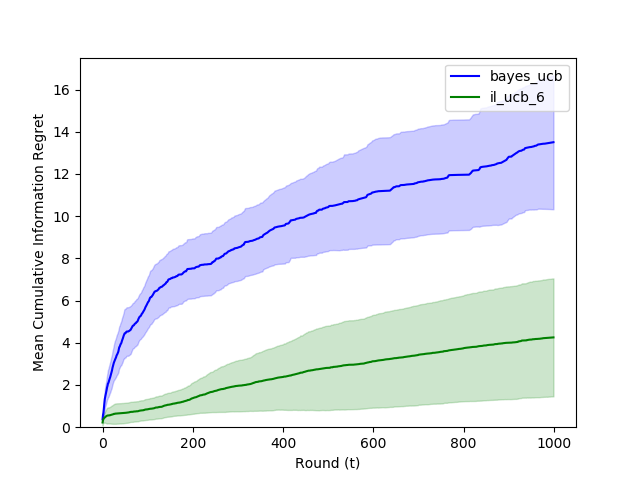 bayes_ucb
il_ucb_6
Mean Cumulative Information Regret
16
14
12
10
8
6
4
2
0
0 200 400 600 800 1000
Round (t)